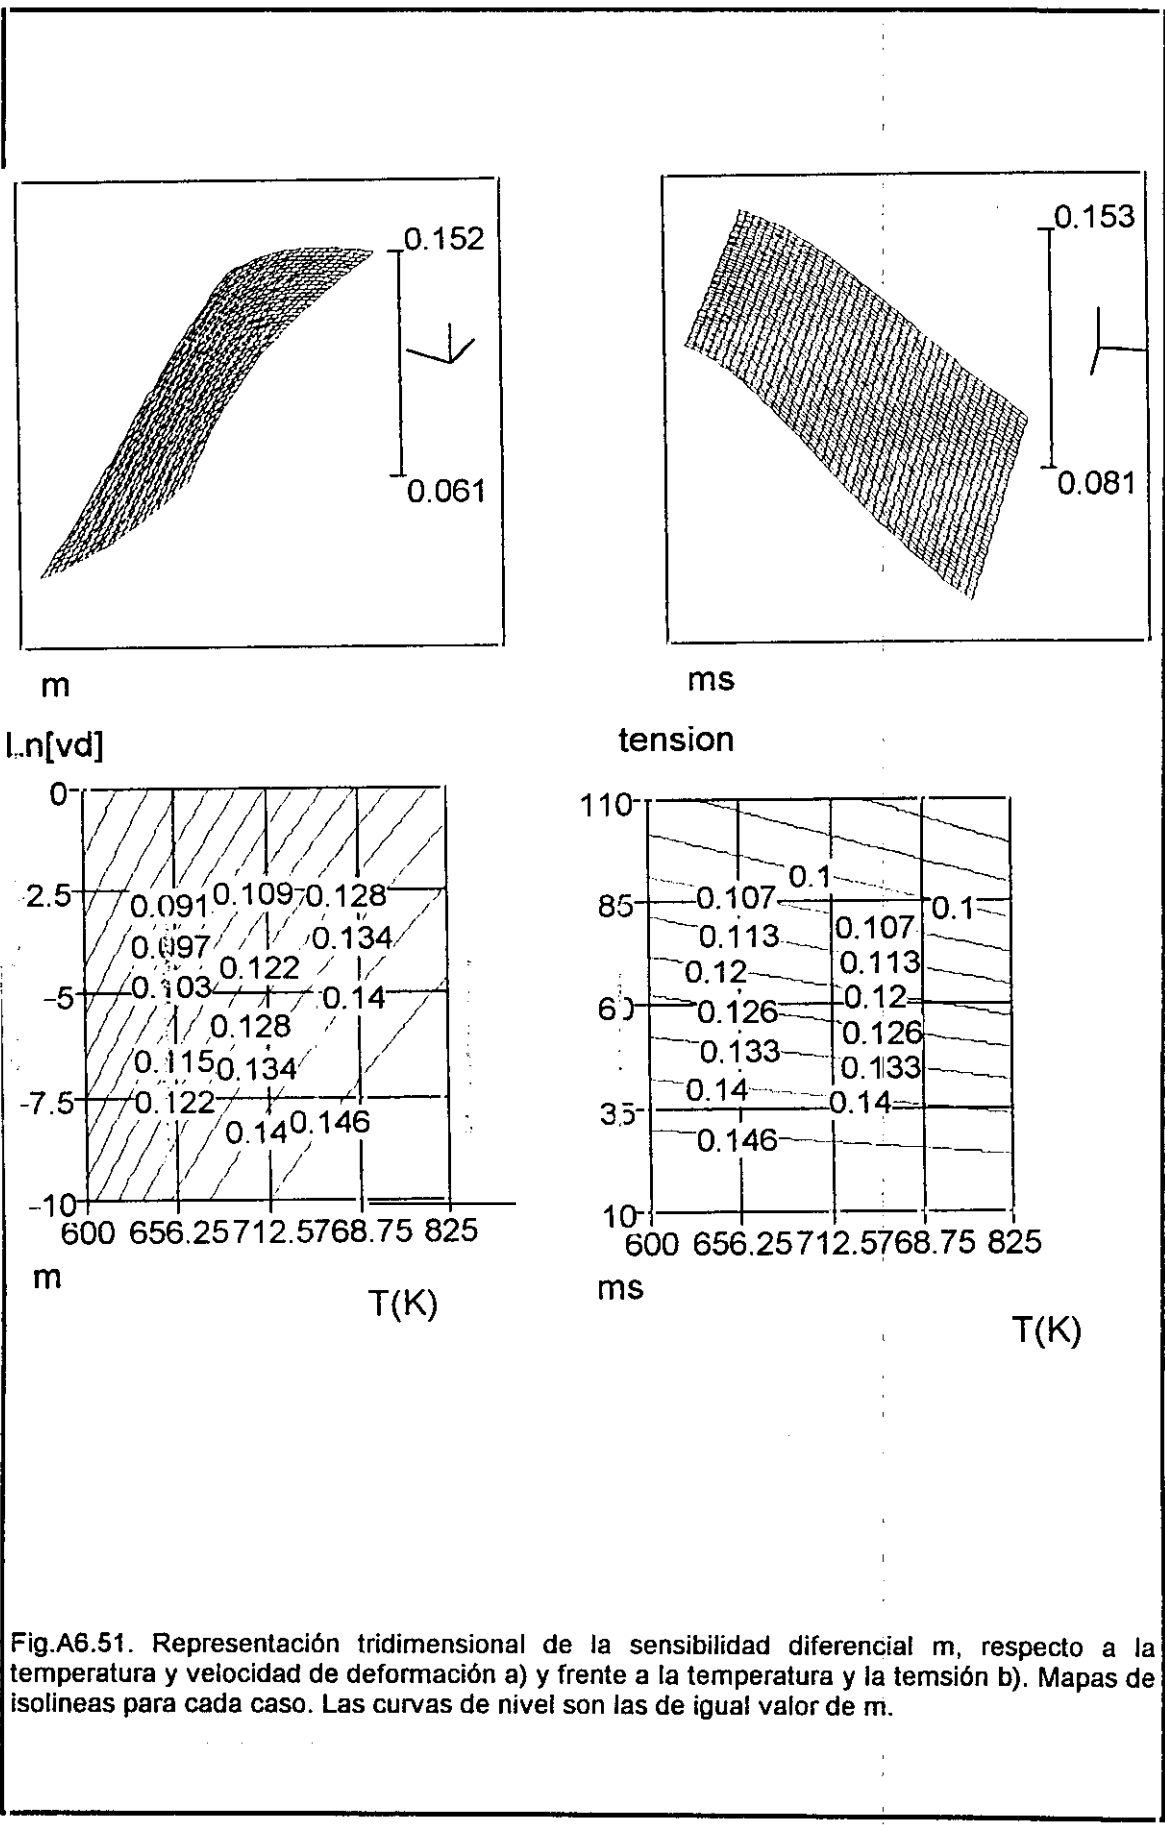 0.152
0.061
m
0.153
0.081
ms
Ln[vd]
0
-2.5
-5
-7.5
-10
0.091 0.109 0.128
0.097 0.134
0.122
0.103 0.14
0.128
0.115 0.134
0.122
0.14 0.146
600 656.25 712.5 768.75 825
m
T(K)
tension
110
85
60
35
10
0.1
0.107 0.1
0.113 0.107
0.12 0.113
0.126 0.12
0.133 0.126
0.14 0.133
0.146 0.14
600 656.25 712.5 768.75 825
ms
T(K)
Fig.A6.51. Representación tridimensional de la sensibilidad diferencial m, respecto a la
temperatura y velocidad de deformación a) y frente a la temperatura y la temsión b). Mapas de
isolineas para cada caso. Las curvas de nivel son las de igual valor de m.